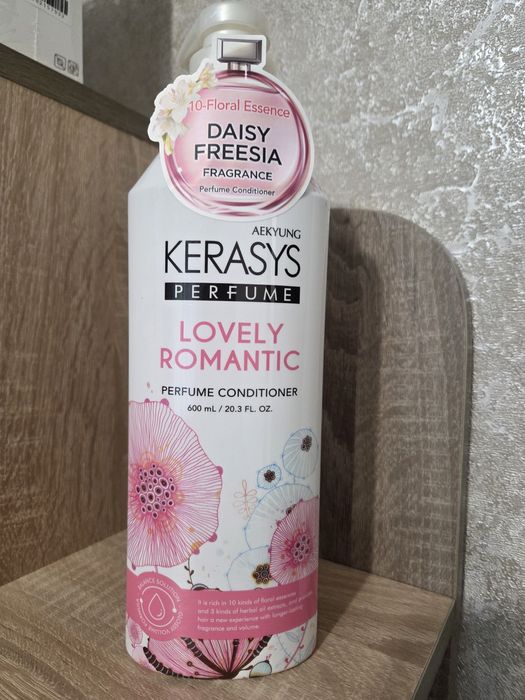 10-Floral Essence
DAISY
FREESIA
FRAGRANCE
Perfume Conditioner
AEKYUNG
KERASYS
PERFUME
LOVELY
ROMANTIC
PERFUME CONDITIONER
600 mL / 20.3 FL. OZ.
It is rich in 10 kinds of floral essences
and 3 kinds of herbal oil extracts,
hair a new experience with longer-lasting
fragrance and volume.